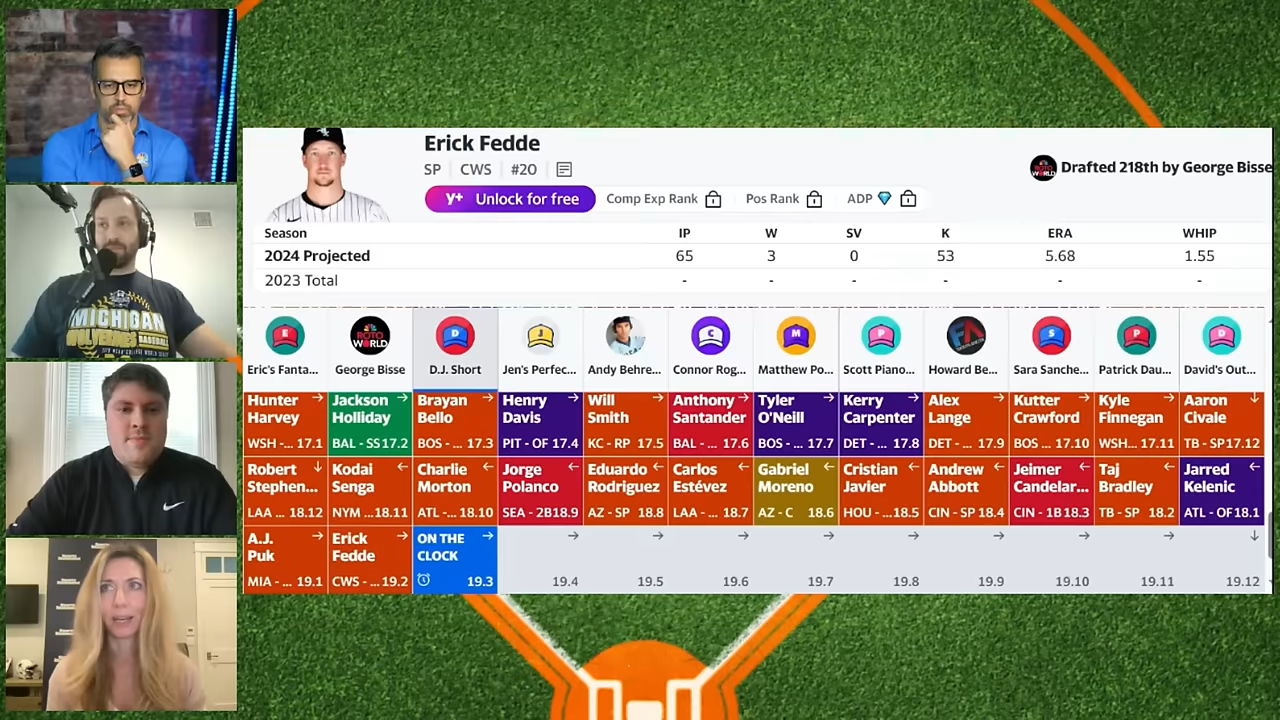 Erick Fedde
SP CWS #20
y+ Unlock for free Comp Exp Rank Pos Rank ADP
ROTO WORLD Drafted 218th by George Bisse
Season IP W SV K ERA WHIP
2024 Projected 65 3 0 53 5.68 1.55
2023 Total - - - - - -
E ROTO WORLD D J C M P FA S P D
Eric's Fanta... George Bisse D.J. Short Jen's Perfec... Andy Behre... Connor Rog... Matthew Po... Scott Piano... Howard Be... Sara Sanche... Patrick Dau... David's Out...
Hunter Jackson Brayan Henry Will Anthony Tyler Kerry Alex Kutter Kyle Aaron
Harvey Holliday Bello Davis Smith Santander O'Neill Carpenter Lange Crawford Finnegan Civale
WSH -... 17.1 BAL - SS 17.2 BOS - ... 17.3 PIT - OF 17.4 KC - RP 17.5 BAL - ... 17.6 BOS - ... 17.7 DET - ... 17.8 DET - ... 17.9 BOS ... 17.10 WSH... 17.11 TB - SP 17.12
Robert Kodai Charlie Jorge Eduardo Carlos Gabriel Cristian Andrew Jeimer Taj Jarred
Stephen... Senga Morton Polanco Rodriguez Estévez Moreno Javier Abbott Candelar... Bradley Kelenic
LAA ... 18.12 NYM ... 18.11 ATL -... 18.10 SEA - 2B 18.9 AZ - SP 18.8 LAA - ... 18.7 AZ - C 18.6 HOU - ... 18.5 CIN - SP 18.4 CIN - 1B 18.3 TB - SP 18.2 ATL - OF 18.1
A.J. Erick ON THE
Puk Fedde CLOCK
MIA - ... 19.1 CWS - ... 19.2 19.3 19.4 19.5 19.6 19.7 19.8 19.9 19.10 19.11 19.12
MICHIGAN
WOLVERINES BASEBALL